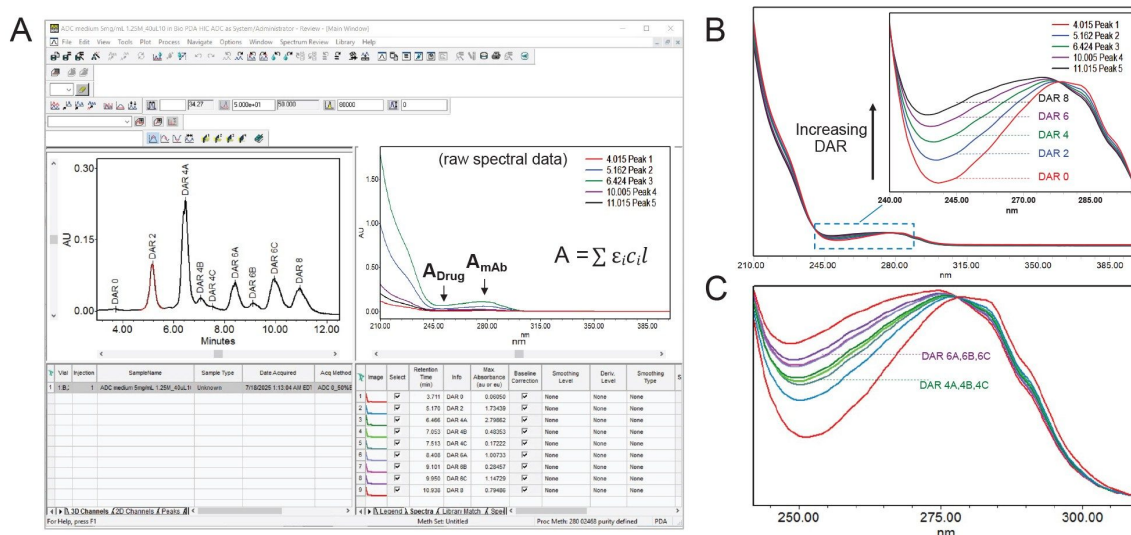 A
ADC medium 5mg/mL 1.25M_40uL10 in Bio PDA HIC ADC as System/Administrator - Review - (Main Window)
File Edit View Tools Plot Process Navigate Options Window Spectrum Review Help
34.27 5.000e+01 50.000 80000 0
0.30
0.15
0.00
AU
DAR 0
DAR 2
DAR 4A
DAR 4B
DAR 4C
DAR 6A
DAR 6B
DAR 6C
DAR 8
4.00 6.00 8.00 10.00 12.00
Minutes
(raw spectral data)
4.015 Peak 1
5.162 Peak 2
6.424 Peak 3
10.005 Peak 4
11.015 Peak 5
1.50
1.00
0.50
0.00
AU
A = ∑ εᵢcᵢl
ADrug
AmAb
210.00 245.00 280.00 315.00 350.00 385.00
nm
nm
Vial Injection SampleName Sample Type Date Acquired Acq Method
1 1 ADC medium 5mg/mL 1.25M_40uL10 Unknown 7/18/2025 1:13:04 AM EDT
Image Select Retention Time (min) Info Max. Absorbance (au or eu) Baseline Correction Smoothing Level Deriv. Level Smoothing Type S
1 3.711 DAR 0 0.06050 None None None
2 5.170 DAR 2 1.73439 None None None
3 6.466 DAR 4A 2.79862 None None None
4 7.053 DAR 4B 0.48353 None None None
5 7.513 DAR 4C 0.17222 None None None
6 8.408 DAR 6A 1.00733 None None None
7 9.101 DAR 6B 0.28457 None None None
8 9.950 DAR 6C 1.14729 None None None
9 10.938 DAR 8 0.79486 None None None
3D Channels 2D Channels Peaks
Legend Spectra Library Match
For Help, press F1 Meth Set: Untitled Proc Meth: 280 02468 purity defined PDA
B
4.015 Peak 1
5.162 Peak 2
6.424 Peak 3
10.005 Peak 4
11.015 Peak 5
Increasing
DAR
DAR 8
DAR 6
DAR 4
DAR 2
DAR 0
240.00 245.00 270.00 285.00
nm
210.00 245.00 280.00 315.00 350.00 385.00
nm
C
DAR 6A,6B,6C
DAR 4A,4B,4C
250.00 275.00 300.00
nm